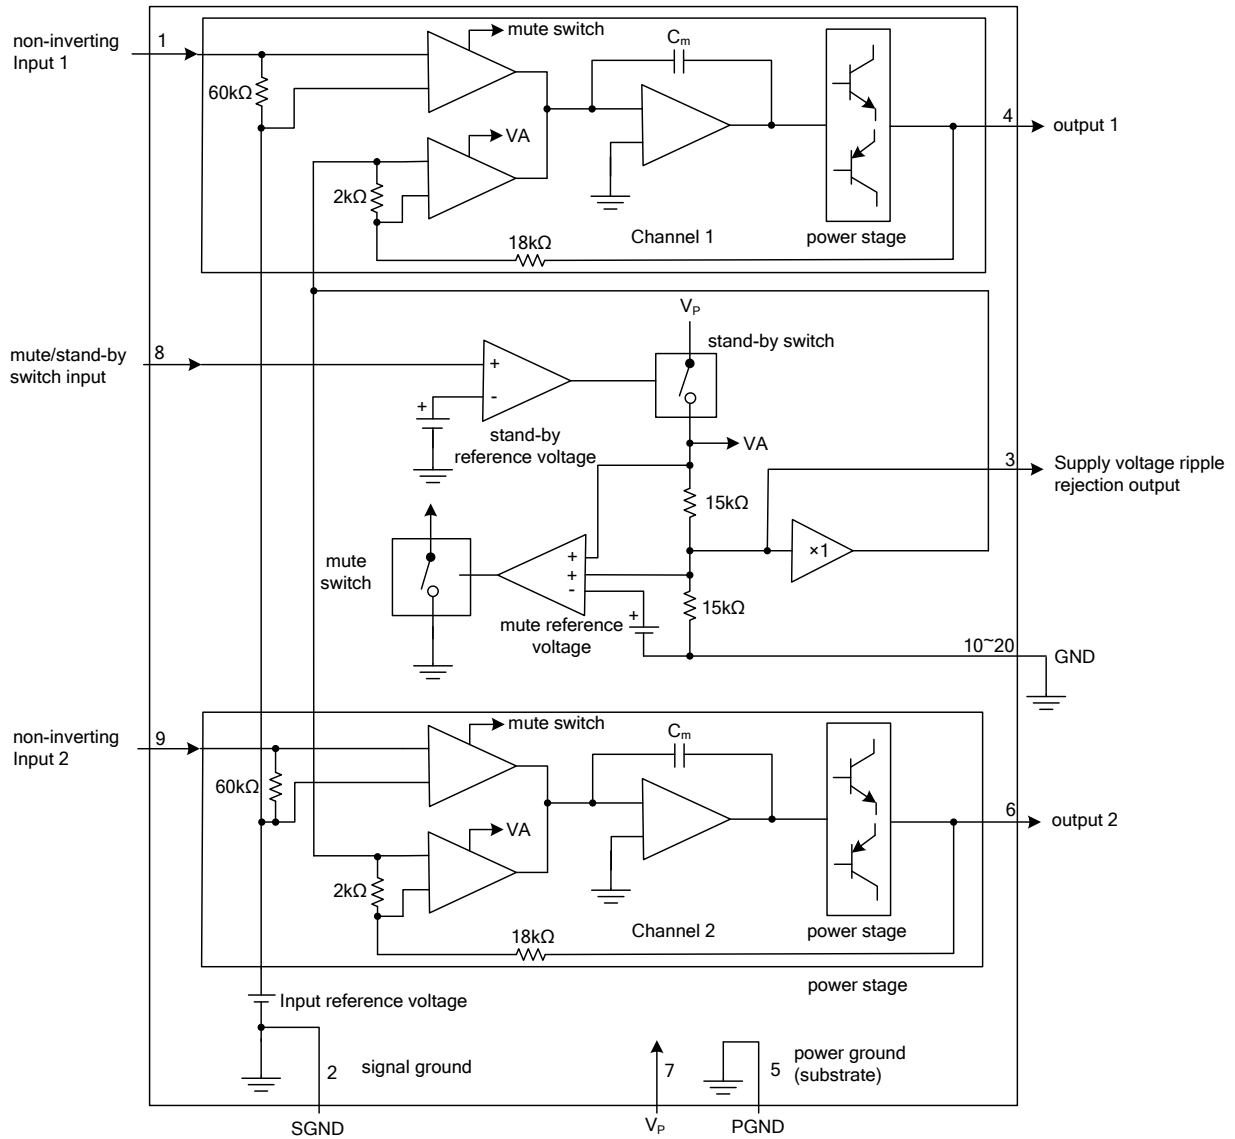 mute switch
non-inverting
Input 1
1
60kΩ
Cm
VA
2kΩ
4
output 1
18kΩ
Channel 1
power stage
VP
stand-by switch
mute/stand-by
switch input
8
+
-
+
stand-by
reference voltage
VA
3
Supply voltage ripple
rejection output
15kΩ
×1
mute
switch
+
+
-
+
15kΩ
mute reference
voltage
10~20
GND
non-inverting
Input 2
9
mute switch
60kΩ
Cm
VA
2kΩ
6
output 2
18kΩ
Channel 2
power stage
power stage
Input reference voltage
2
signal ground
7
5
power ground
(substrate)
SGND
VP
PGND